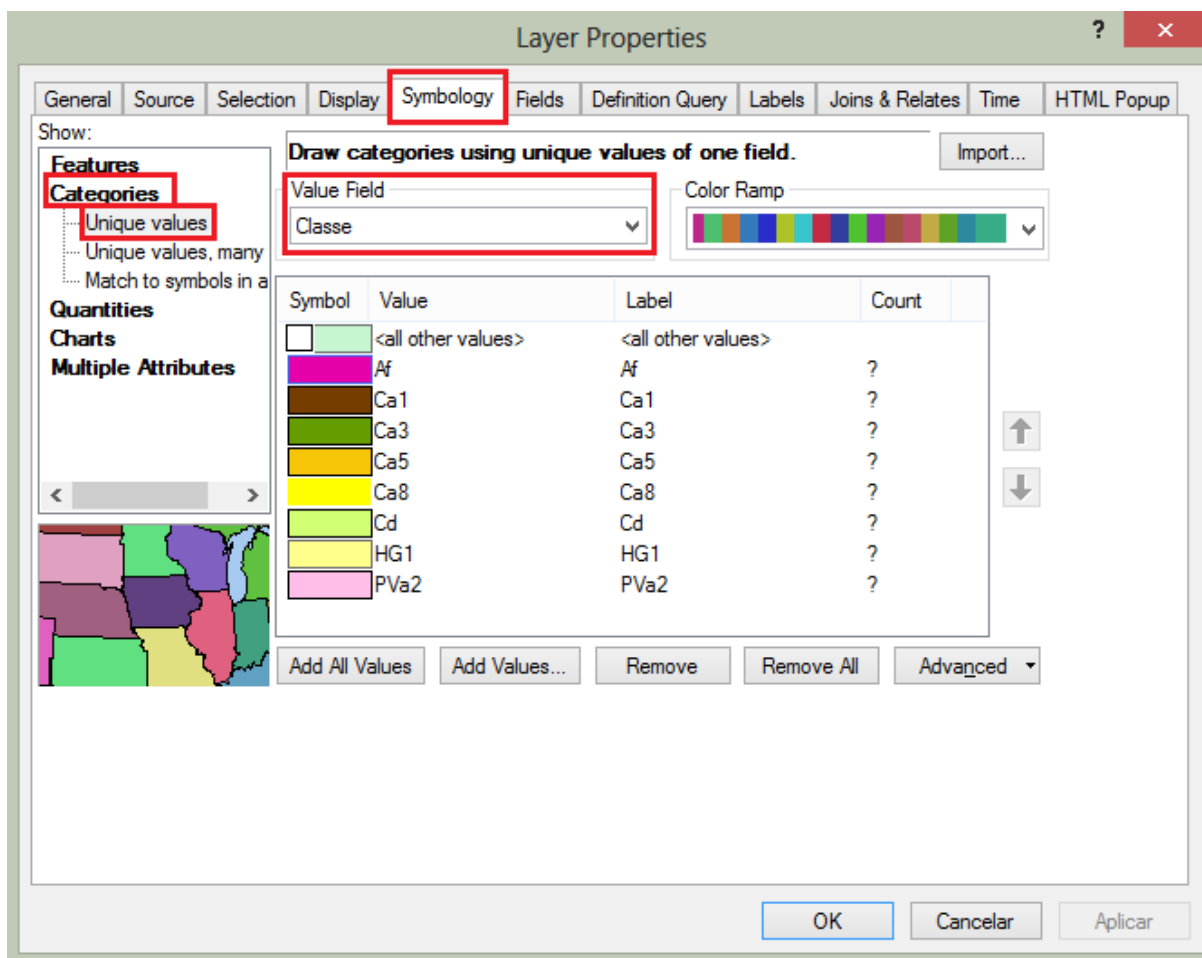 Layer Properties
?
×
General Source Selection Display Symbology Fields Definition Query Labels Joins & Relates Time HTML Popup
Show:
Features
Categories
Unique values
Unique values, many
Match to symbols in a
Quantities
Charts
Multiple Attributes
Draw categories using unique values of one field.
Import...
Value Field
Classe
Color Ramp
Symbol Value Label Count
<all other values> <all other values>
Af Af ?
Ca1 Ca1 ?
Ca3 Ca3 ?
Ca5 Ca5 ?
Ca8 Ca8 ?
Cd Cd ?
HG1 HG1 ?
PVa2 PVa2 ?
Add All Values Add Values... Remove Remove All Advanced
OK Cancelar Aplicar